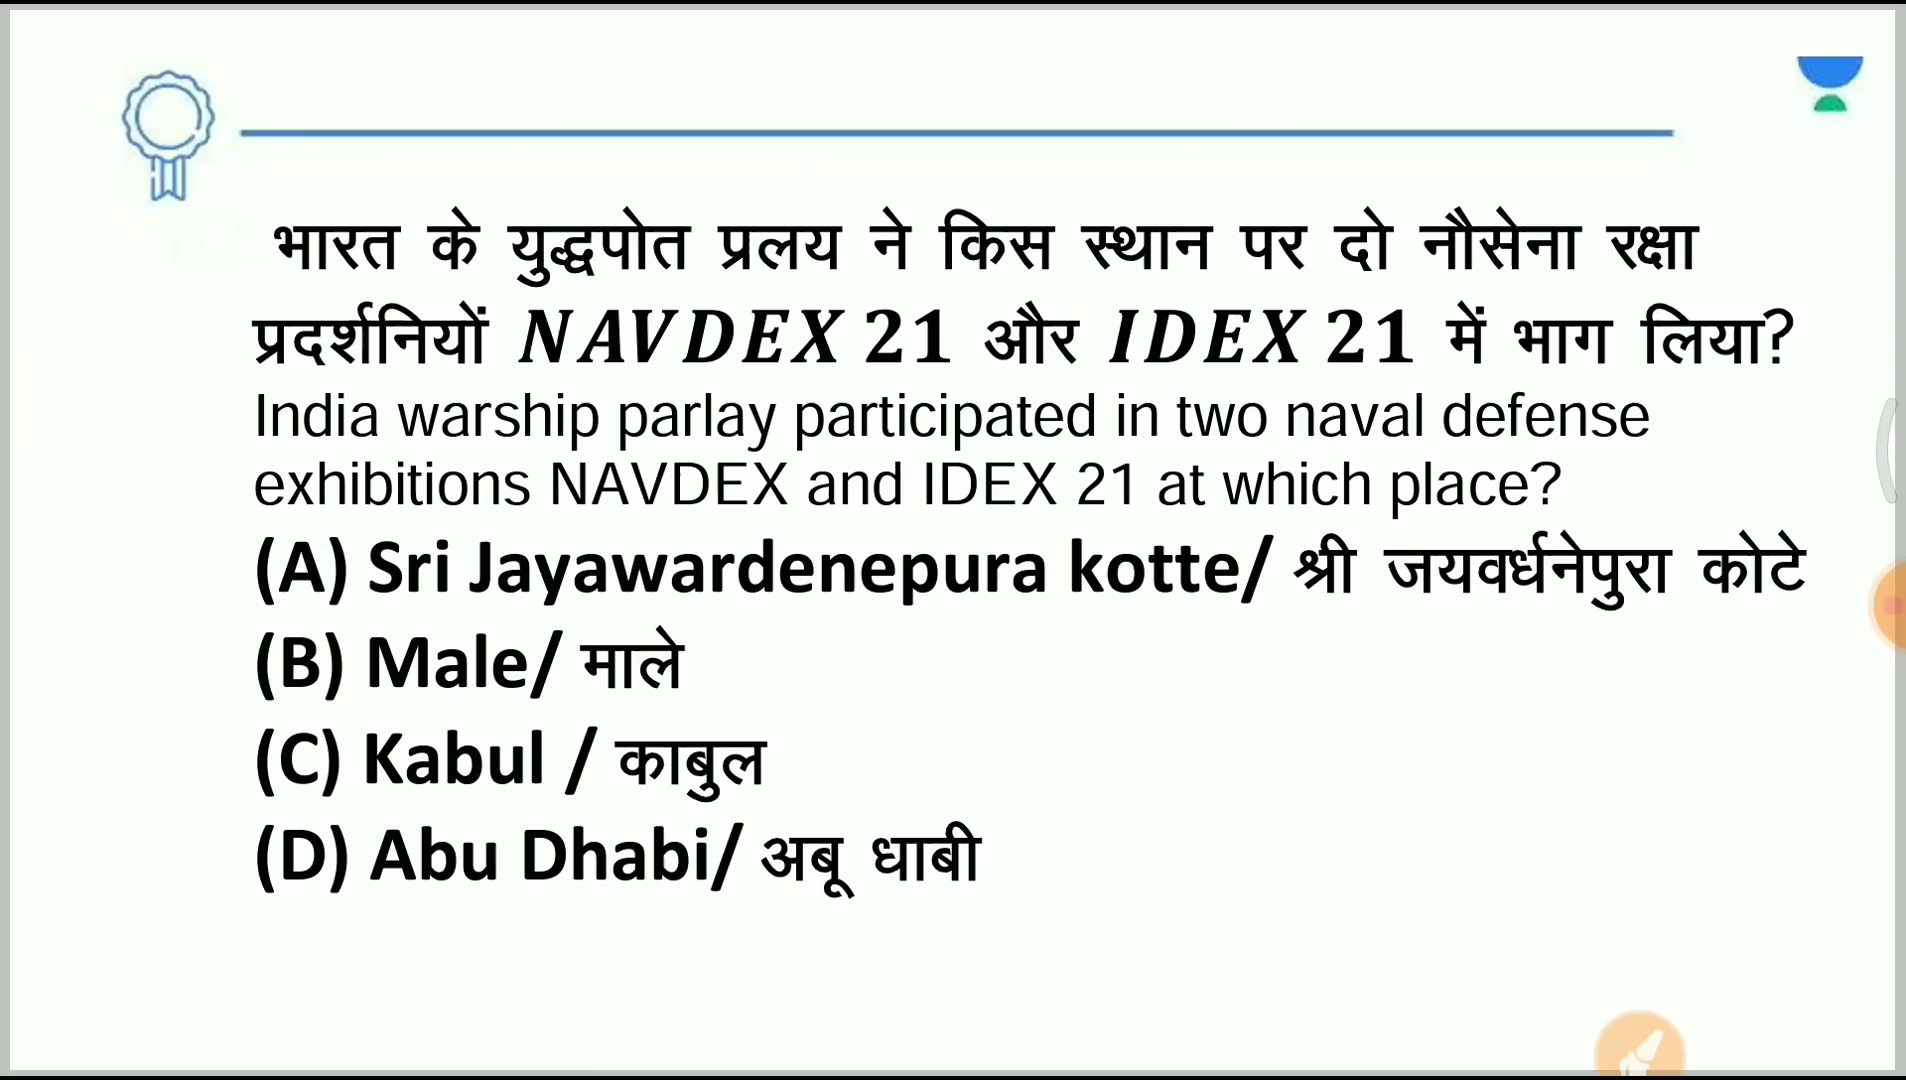 भारत के युद्धपोत प्रलय ने किस स्थान पर दो नौसेना रक्षा
प्रदर्शनियों NAVDEX 21 और IDEX 21 में भाग लिया?
India warship parlay participated in two naval defense
exhibitions NAVDEX and IDEX 21 at which place?
(A) Sri Jayawardenepura kotte/ श्री जयवर्धनेपुरा कोटे
(B) Male/ माले
(C) Kabul / काबुल
(D) Abu Dhabi/ अबू धाबी